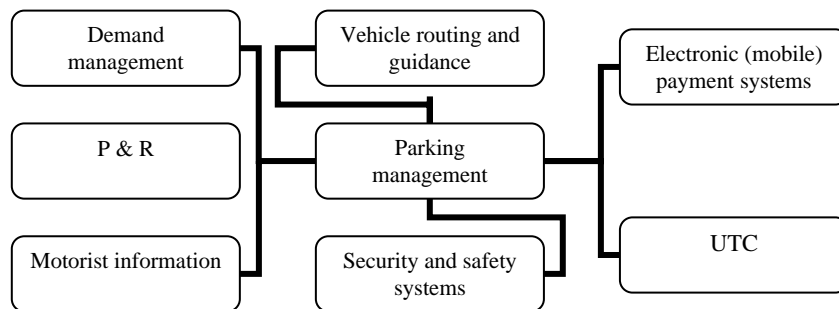 Demand
management
Vehicle routing and
guidance
Electronic (mobile)
payment systems
P & R
Parking
management
Motorist information
Security and safety
systems
UTC